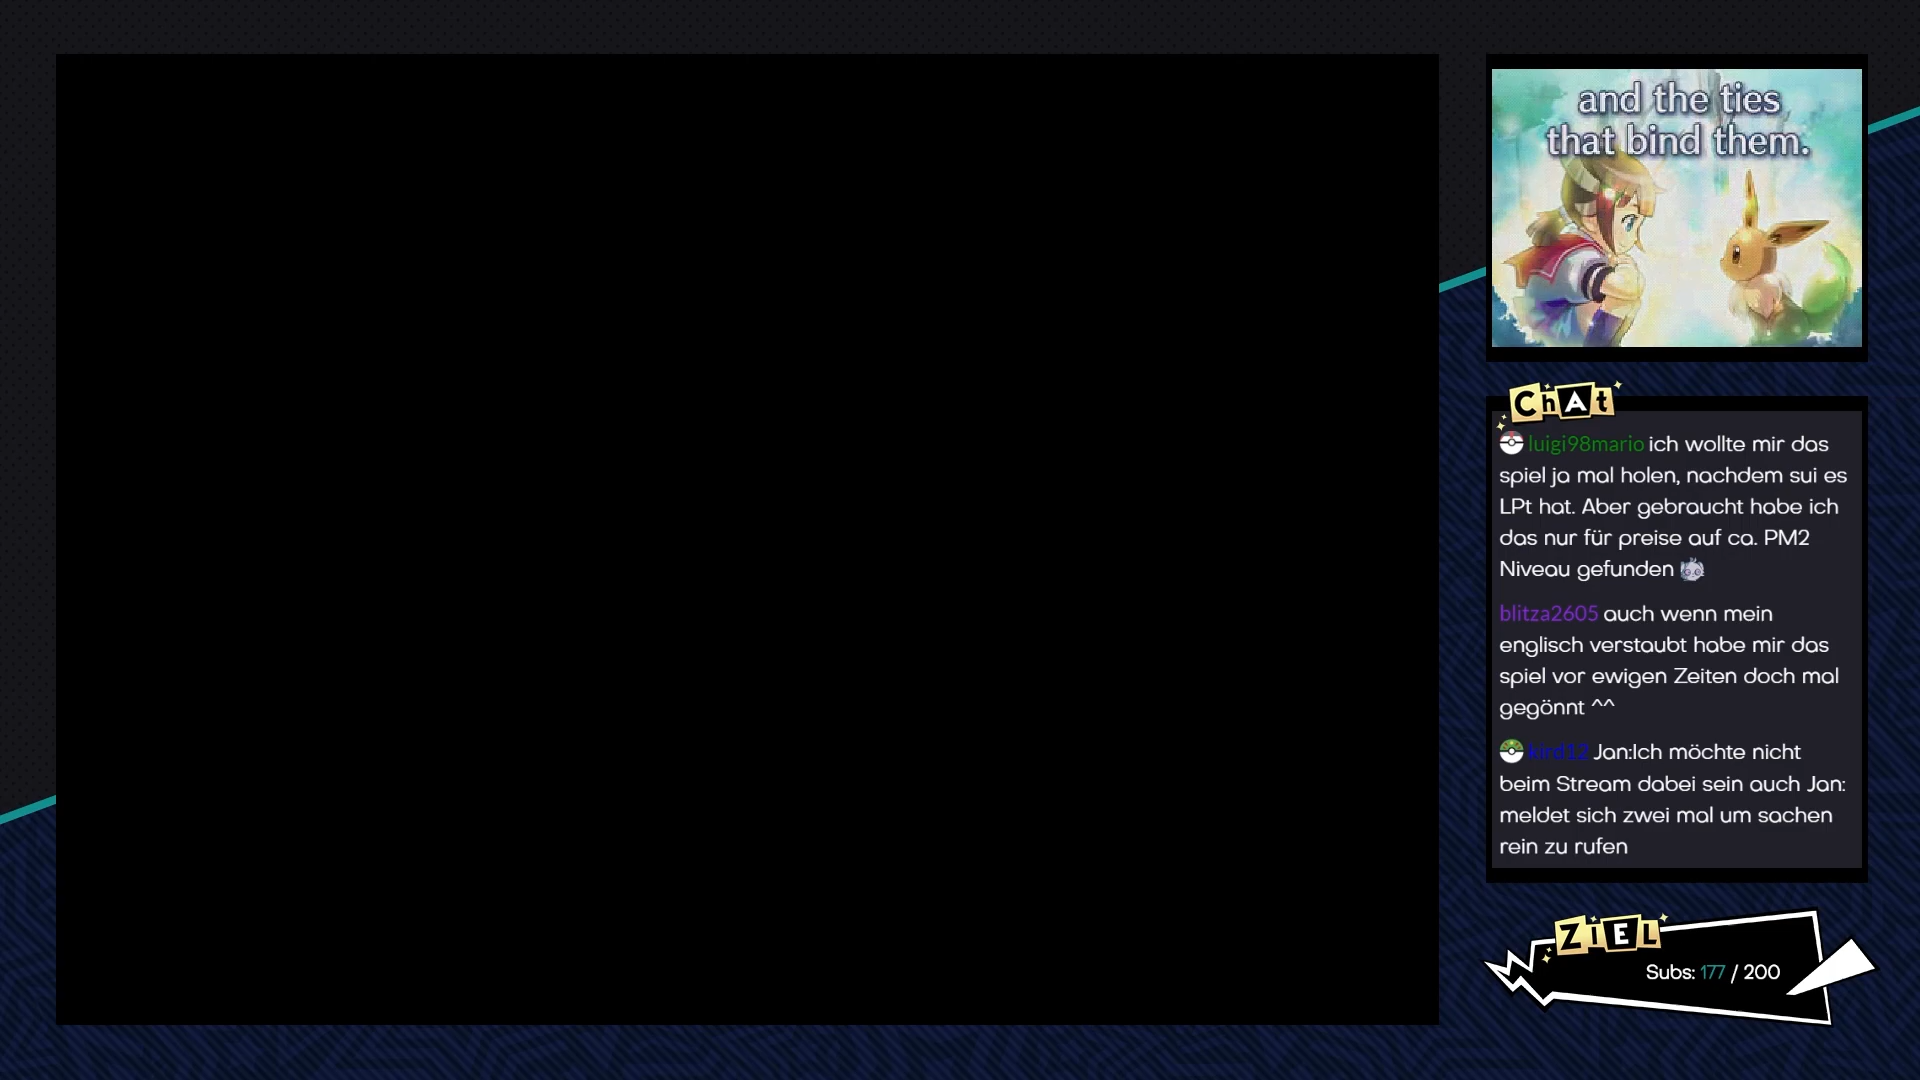 and the ties
that bind them.
ChAt
luigi98mario ich wollte mir das
spiel ja mal holen, nachdem sui es
LPt hat. Aber gebraucht habe ich
das nur für preise auf ca. PM2
Niveau gefunden
blitza2605 auch wenn mein
englisch verstaubt habe mir das
spiel vor ewigen Zeiten doch mal
gegönnt ^^
kird12 Jan:Ich möchte nicht
beim Stream dabei sein auch Jan:
meldet sich zwei mal um sachen
rein zu rufen
ZiEL
Subs: 177 / 200